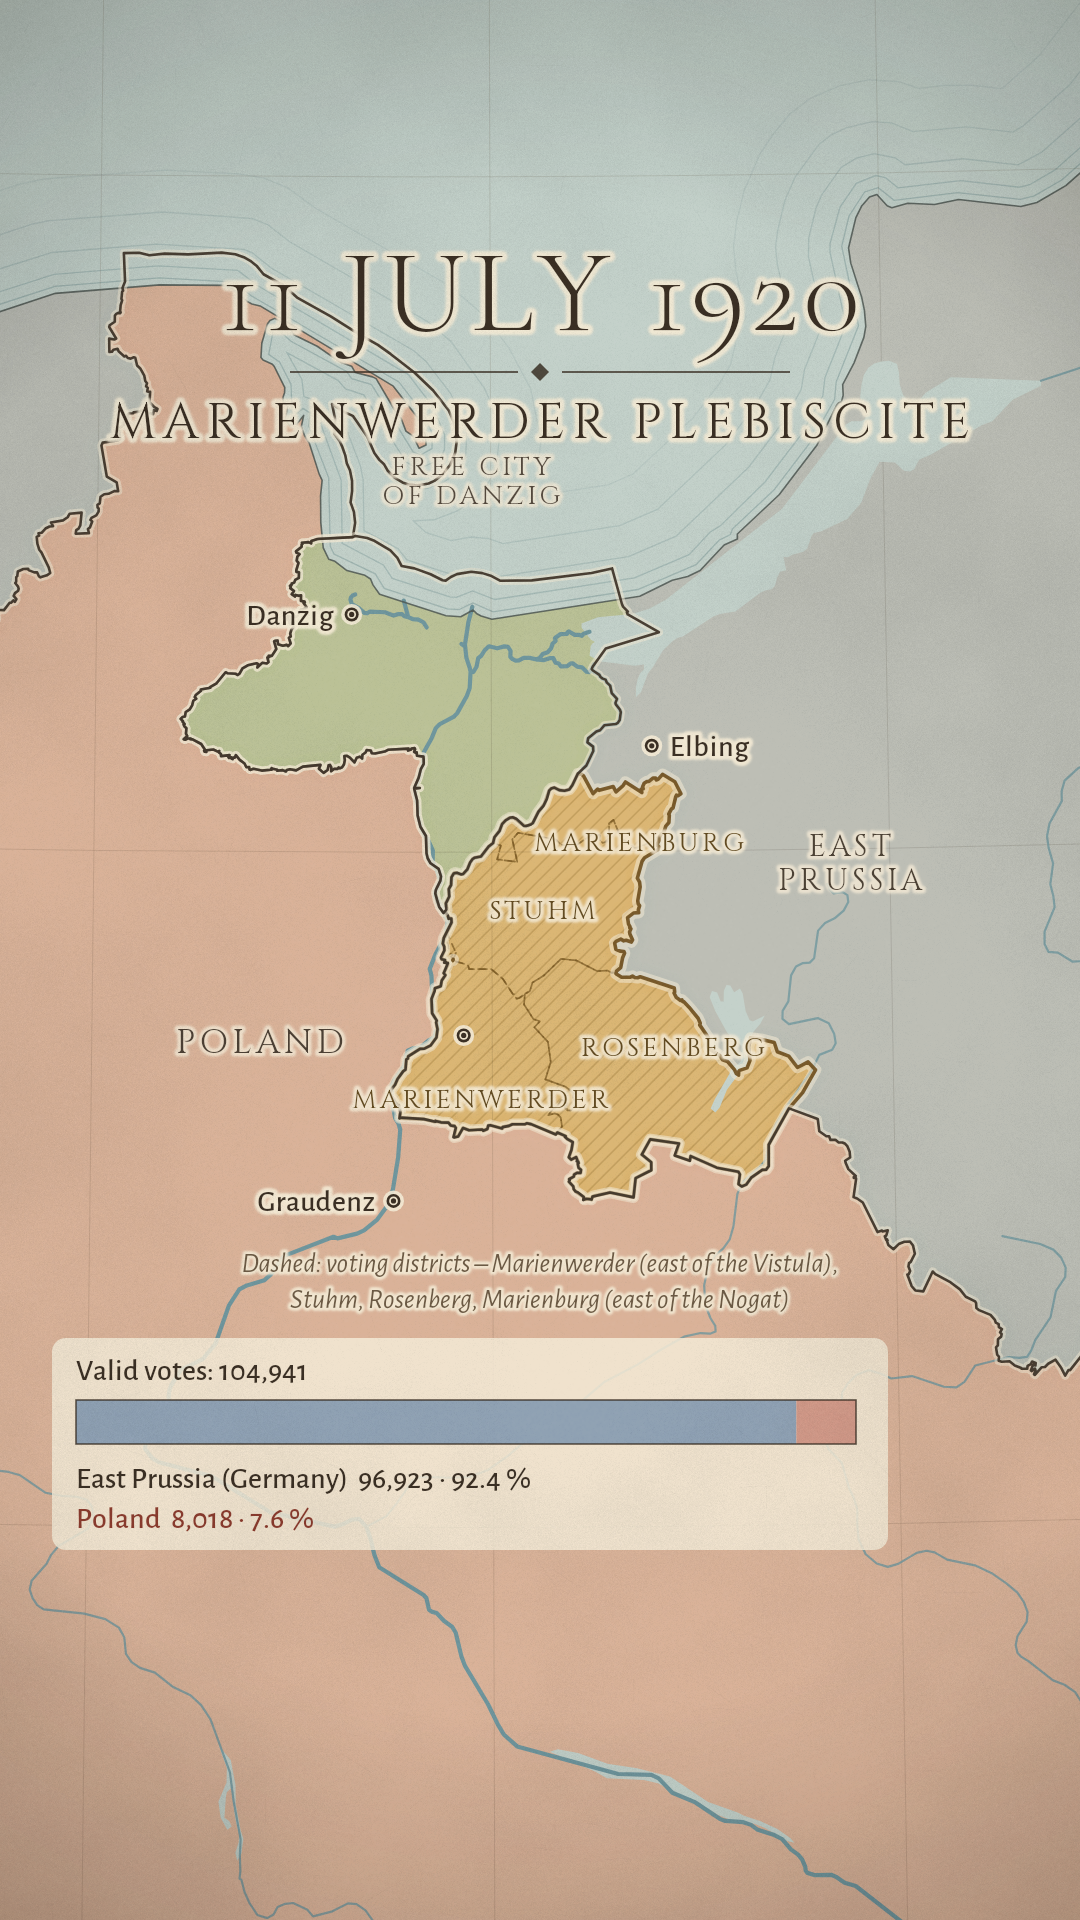 11 JULY 1920
MARIENWERDER PLEBISCITE
FREE CITY
OF DANZIG
Danzig
Elbing
MARIENBURG
EAST
PRUSSIA
STUHM
POLAND
ROSENBERG
MARIENWERDER
Graudenz
Dashed: voting districts — Marienwerder (east of the Vistula),
Stuhm, Rosenberg, Marienburg (east of the Nogat)
Valid votes: 104,941
East Prussia (Germany) 96,923 · 92.4 %
Poland 8,018 · 7.6 %